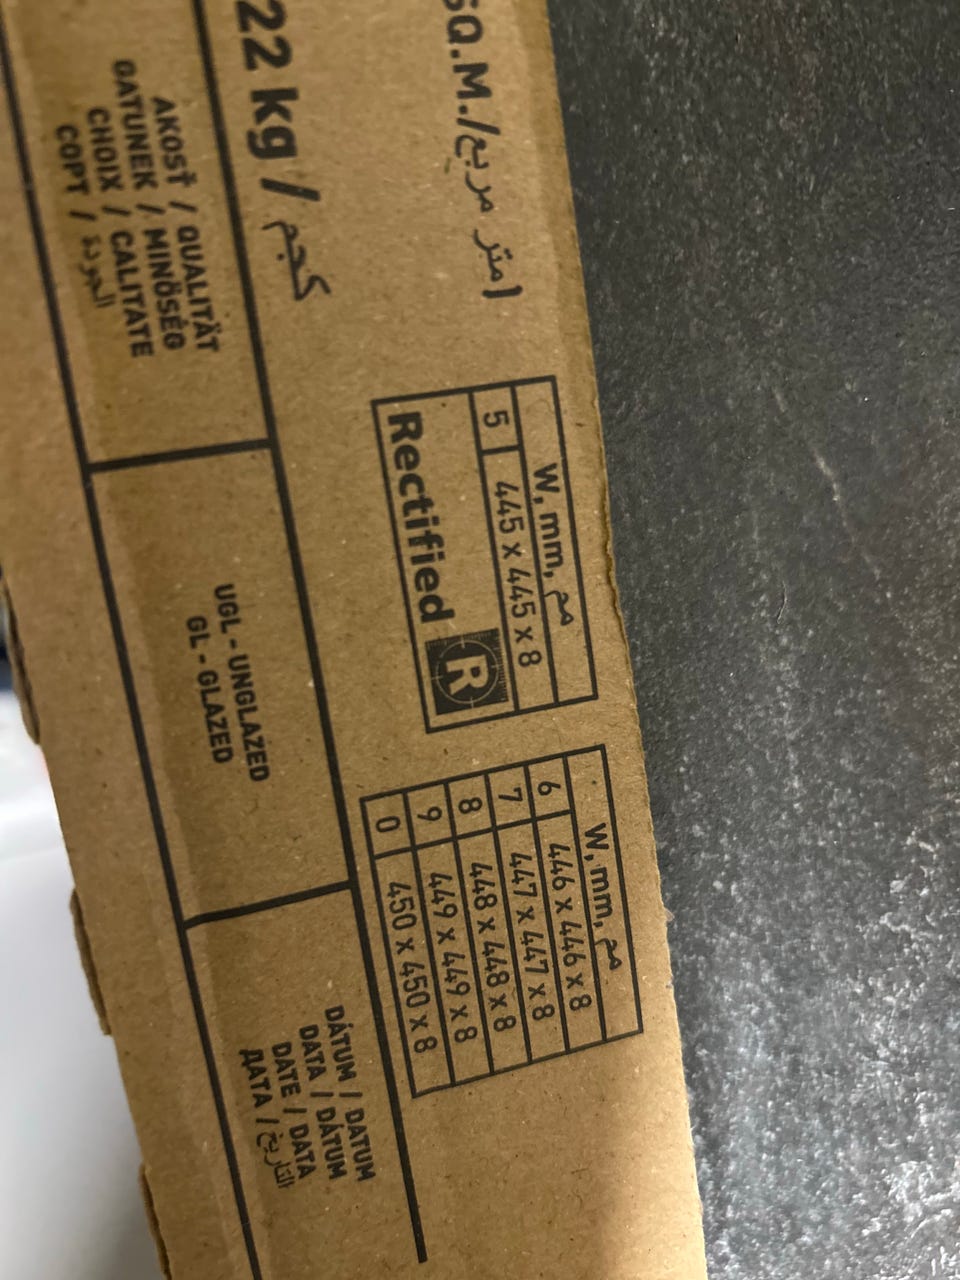 SQ.M./متر مربع 1
22 kg / كجم
W, mm, مم
5 445 x 445 x 8
Rectified R
W, mm, مم
6 446 x 446 x 8
7 447 x 447 x 8
8 448 x 448 x 8
9 449 x 449 x 8
0 450 x 450 x 8
AKOSŤ / QUALITÄT
GATUNEK / MINŐSÉG
CHOIX / CALITATE
СОРТ / الجودة
UGL - UNGLAZED
GL - GLAZED
DÁTUM / DATUM
DATA / DÁTUM
DATE / DATA
ДАТА / التاريخ